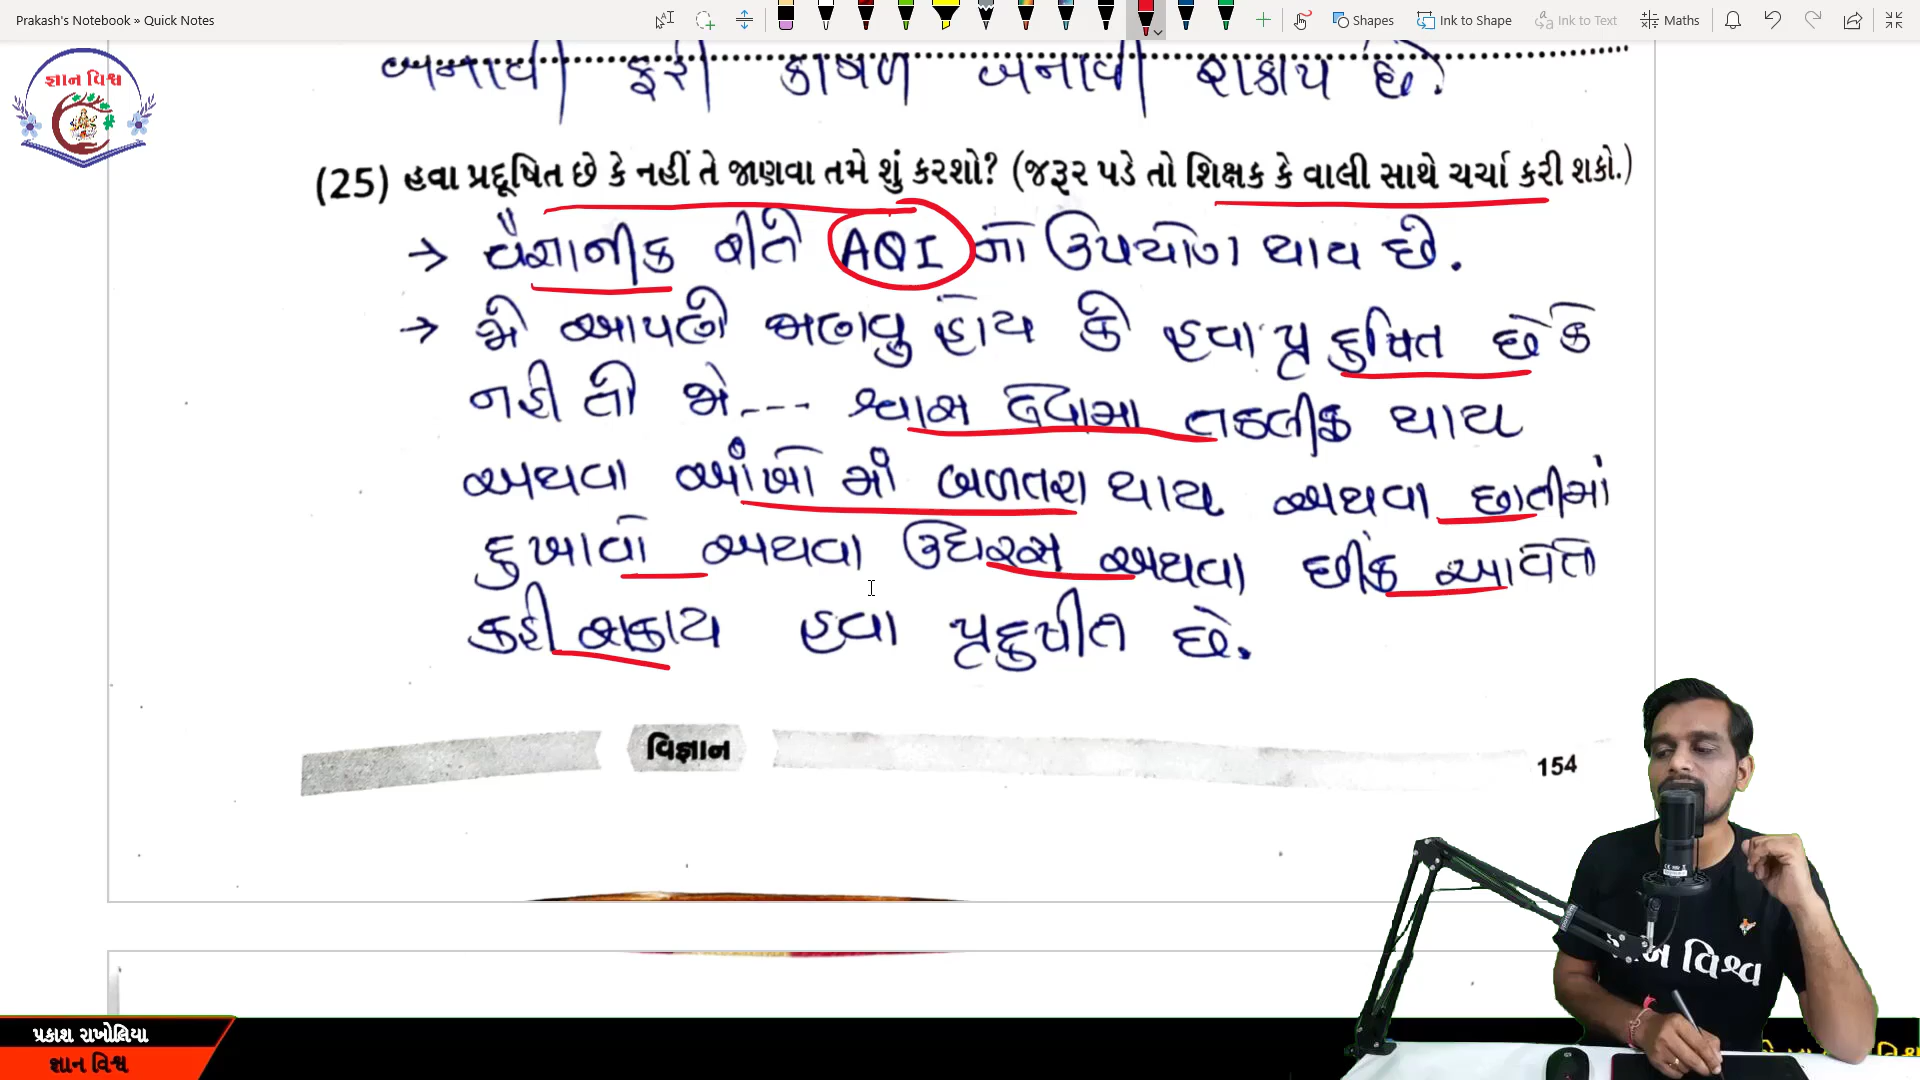 Prakash's Notebook » Quick Notes
Shapes
Ink to Shape
Ink to Text
Maths
જ્ઞાન વિશ્વ
બનાવી ફરી કાગળ બનાવી શકાય છે.
(25) હવા પ્રદૂષિત છે કે નહીં તે જાણવા તમે શું કરશો? (જરૂર પડે તો શિક્ષક કે વાલી સાથે ચર્ચા કરી શકો.)
→ વૈજ્ઞાનીક રીતે AQI નો ઉપયોગ થાય છે.
→ જો આપણે જાણવુ હોય કે હવા પ્રદુષિત છે કે
નહી તો જો --- શ્વાસ લેવામા તકલીફ થાય
અથવા આંખો માં બળતરા થાય અથવા છાતીમાં
દુખાવો અથવા ઉધરસ અથવા છીંક આવે તો
કહી શકાય હવા પ્રદુષીત છે.
વિજ્ઞાન
154
વિશ્વ
પ્રકાશ રાખોલિયા
જ્ઞાન વિશ્વ